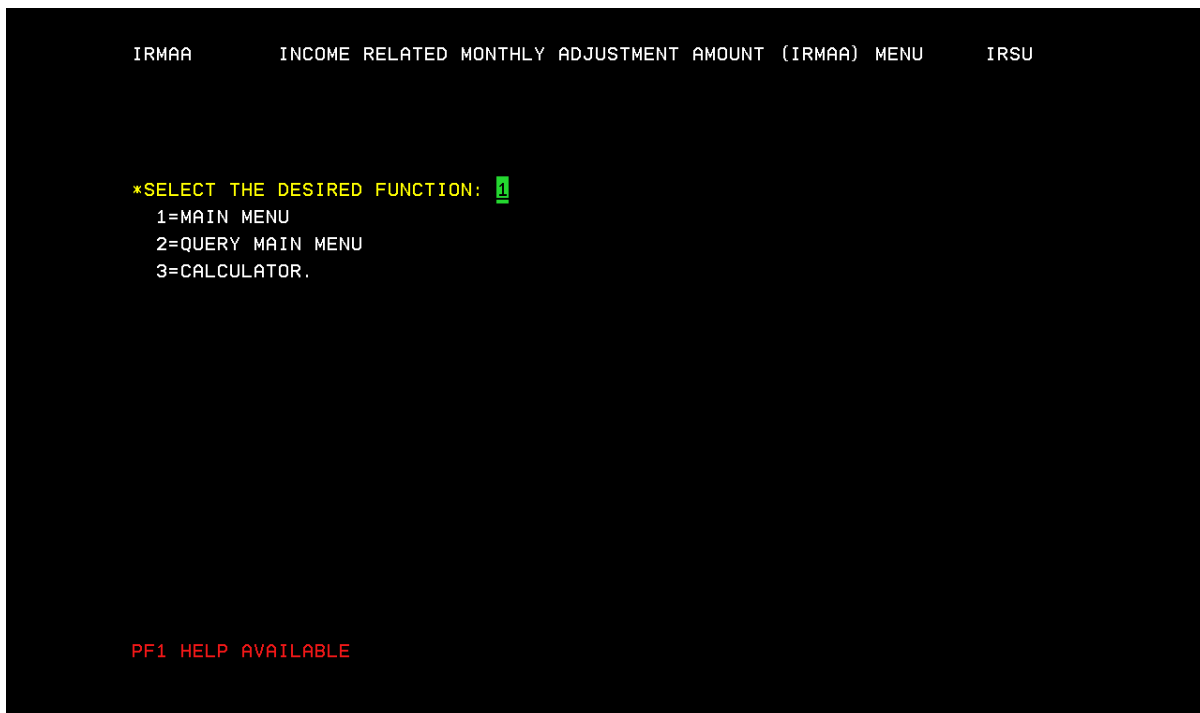 IRMAA INCOME RELATED MONTHLY ADJUSTMENT AMOUNT (IRMAA) MENU IRSU
*SELECT THE DESIRED FUNCTION: 1
1=MAIN MENU
2=QUERY MAIN MENU
3=CALCULATOR.
PF1 HELP AVAILABLE